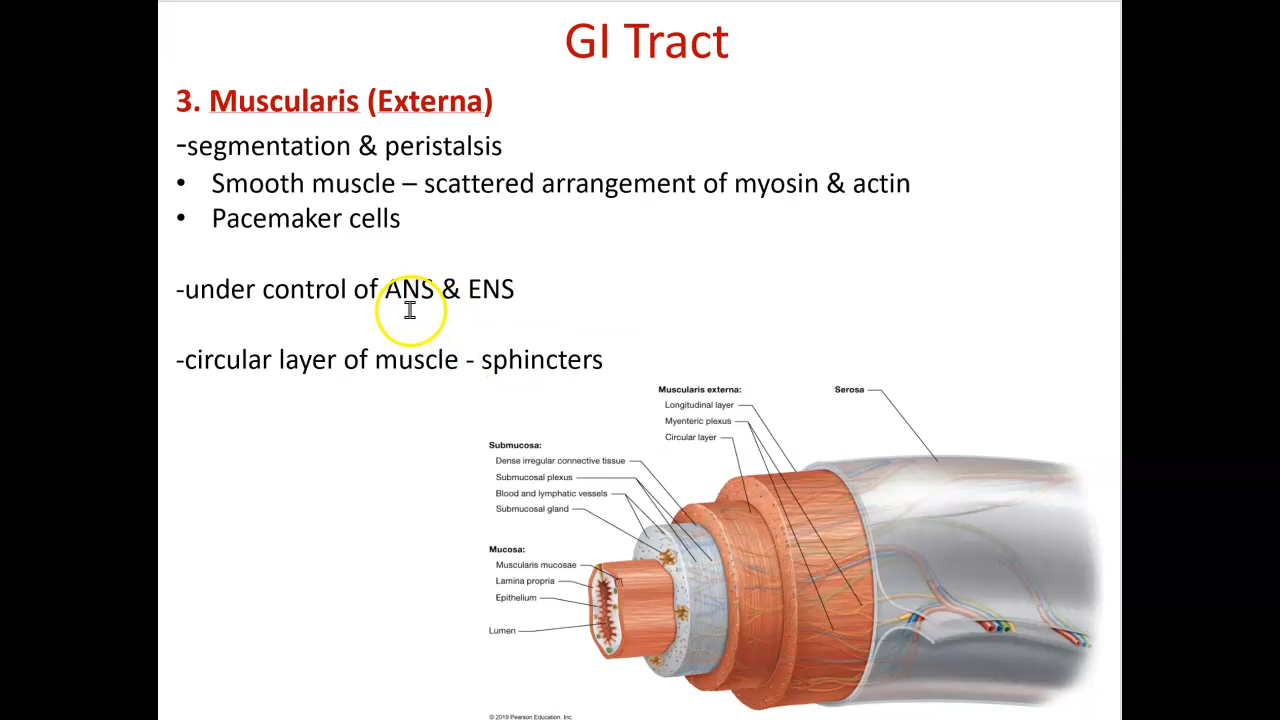 GI Tract
3. Muscularis (Externa)
-segmentation & peristalsis
• Smooth muscle – scattered arrangement of myosin & actin
• Pacemaker cells
-under control of ANS & ENS
-circular layer of muscle - sphincters
Muscularis externa:
Longitudinal layer
Myenteric plexus
Circular layer
Serosa
Submucosa:
Dense irregular connective tissue
Submucosal plexus
Blood and lymphatic vessels
Submucosal gland
Mucosa:
Muscularis mucosae
Lamina propria
Epithelium
Lumen
© 2019 Pearson Education, Inc.